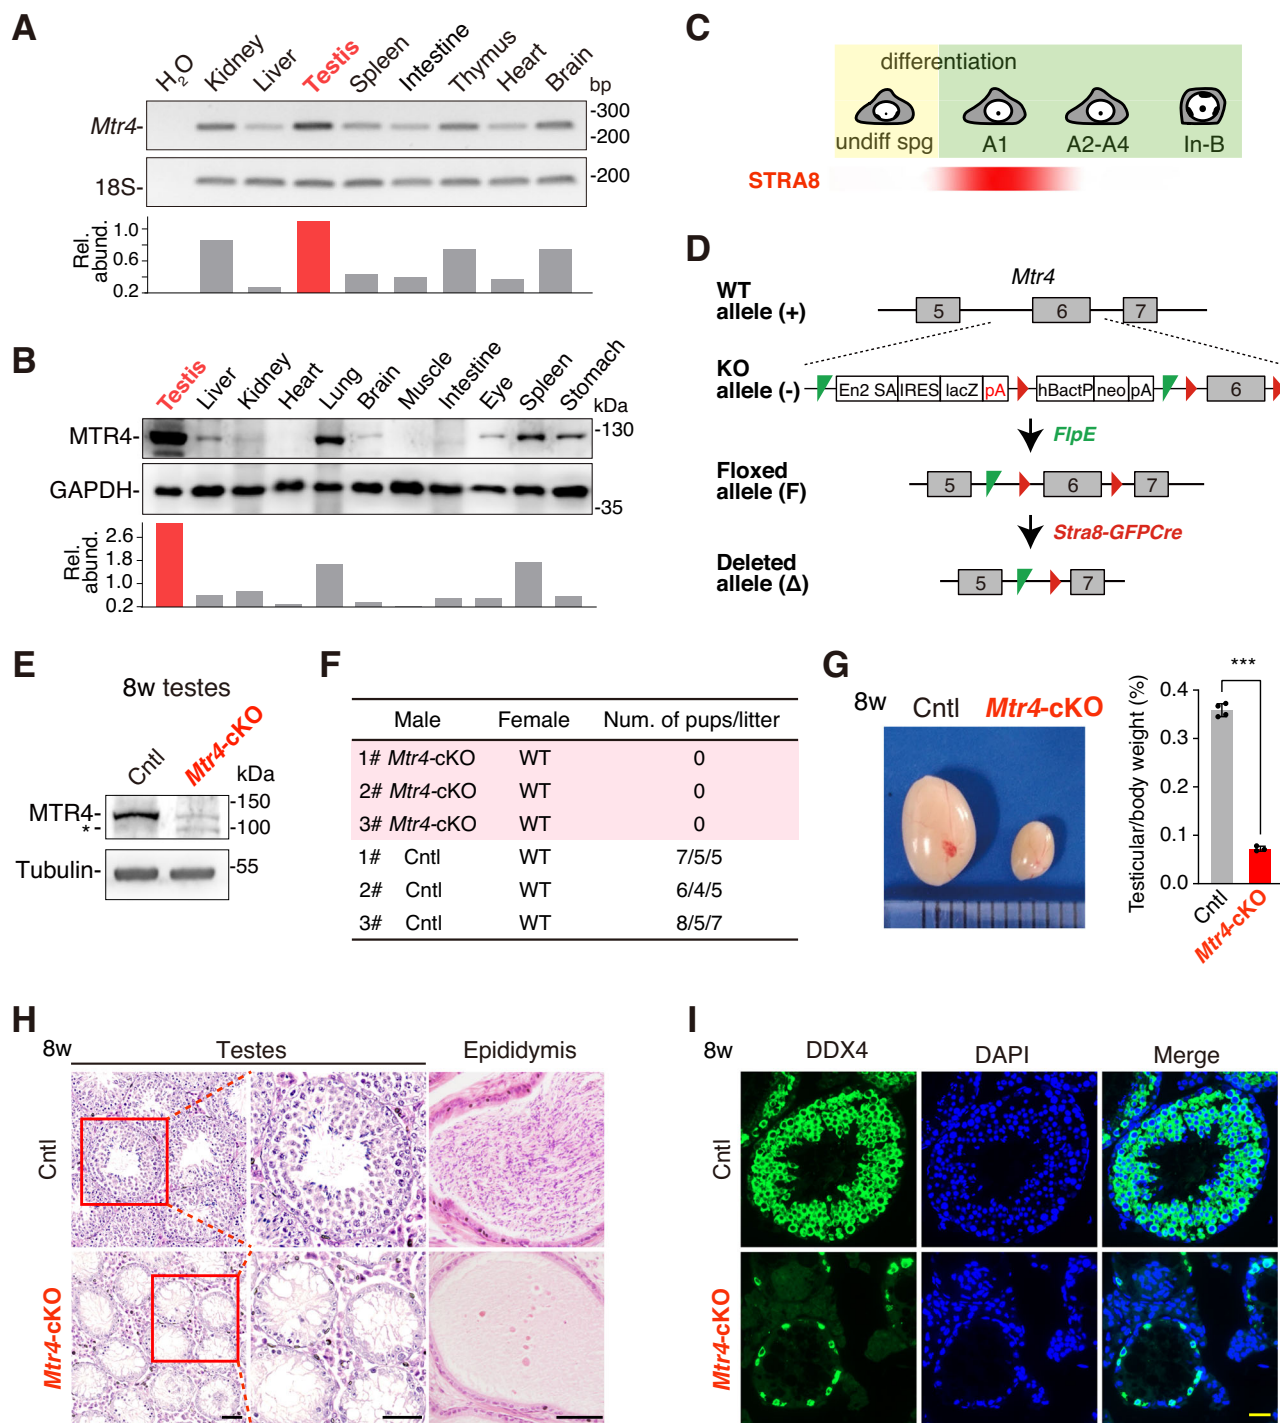 A
H2O Kidney Liver Testis Spleen Intestine Thymus Heart Brain
bp
Mtr4-
-300
-200
18S-
-200
Rel. abund.
1.0
0.6
0.2
B
Testis Liver Kidney Heart Lung Brain Muscle Intestine Eye Spleen Stomach
kDa
MTR4-
-130
GAPDH-
-35
Rel. abund.
2.6
1.8
1.0
0.2
C
differentiation
undiff spg A1 A2-A4 In-B
STRA8
D
Mtr4
WT
allele (+)
5 6 7
KO
allele (-)
En2 SA IRES lacZ pA hBactP neo pA 6
FlpE
Floxed
allele (F)
5 6 7
Stra8-GFPCre
Deleted
allele (Δ)
5 7
E
8w testes
Cntl Mtr4-cKO
kDa
MTR4-
-150
*-
-100
Tubulin-
-55
F
Male Female Num. of pups/litter
1# Mtr4-cKO WT 0
2# Mtr4-cKO WT 0
3# Mtr4-cKO WT 0
1# Cntl WT 7/5/5
2# Cntl WT 6/4/5
3# Cntl WT 8/5/7
G
8w Cntl Mtr4-cKO
Testicular/body weight (%)
***
0.4
0.3
0.2
0.1
0.0
Cntl Mtr4-cKO
H
8w Testes Epididymis
Cntl
Mtr4-cKO
I
8w DDX4 DAPI Merge
Cntl
Mtr4-cKO